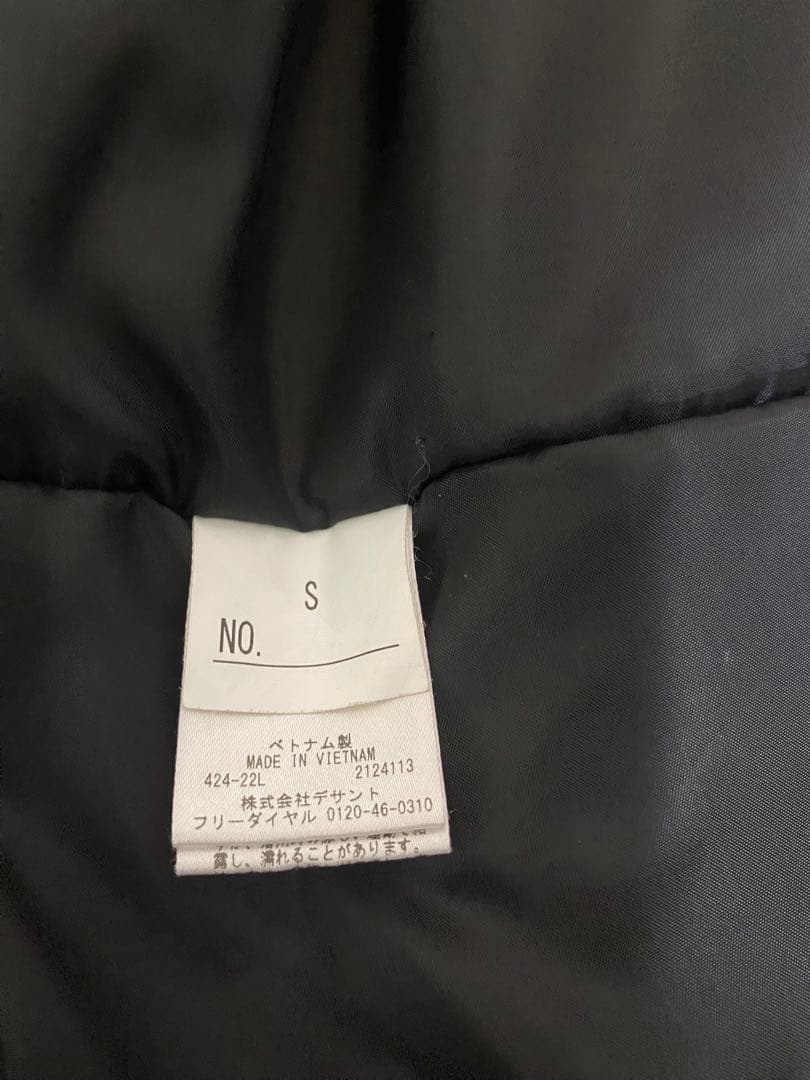 S
NO.
ベトナム製
MADE IN VIETNAM
424-22L 2124113
株式会社デサント
フリーダイヤル 0120-46-0310
露し、濡れることがあります。